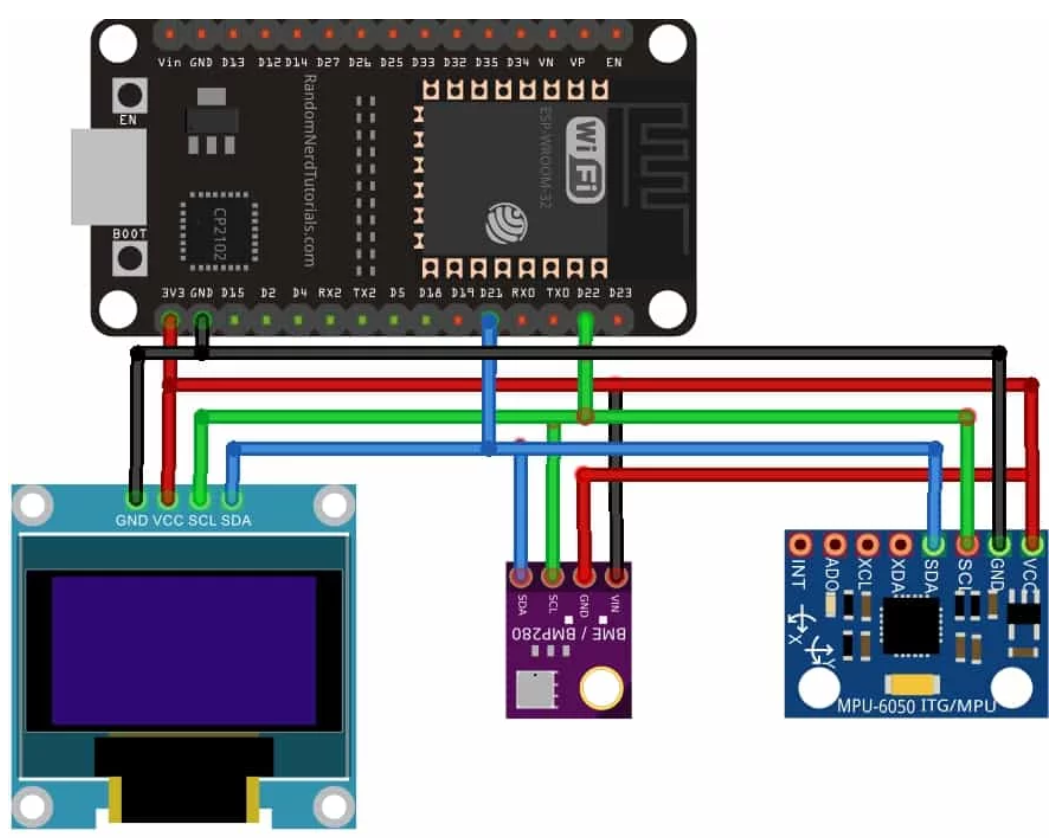 Vin GND D13 D12 D14 D27 D26 D25 D33 D32 D35 D34 VN VP EN
EN
RandomNerdTutorials.com
ESP-WROOM-32
WiFi
CP2102
BOOT
3V3 GND D15 D2 D4 RX2 TX2 D5 D18 D19 D21 RX0 TX0 D22 D23
GND VCC SCL SDA
SDA SCL GND VIN
BME / BMP280
INT ADO XCL XDA SDA SCL GND VCC
X
Y
MPU-6050 ITG/MPU